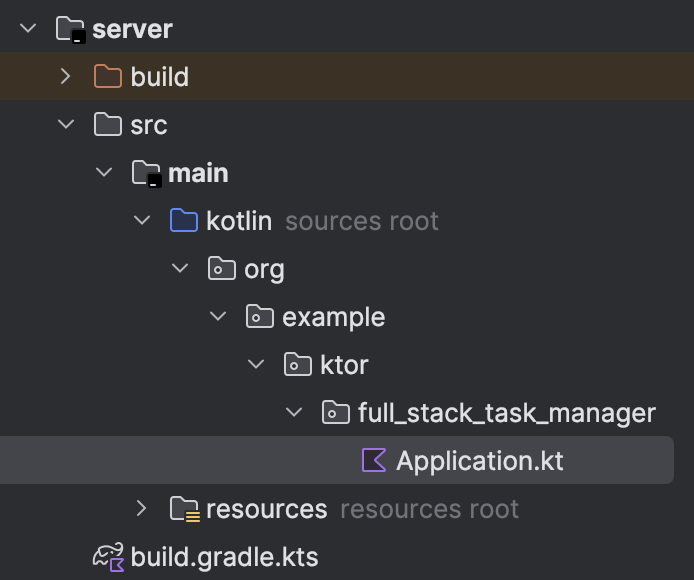 server
build
src
main
kotlin sources root
org
example
ktor
full_stack_task_manager
Application.kt
resources resources root
build.gradle.kts